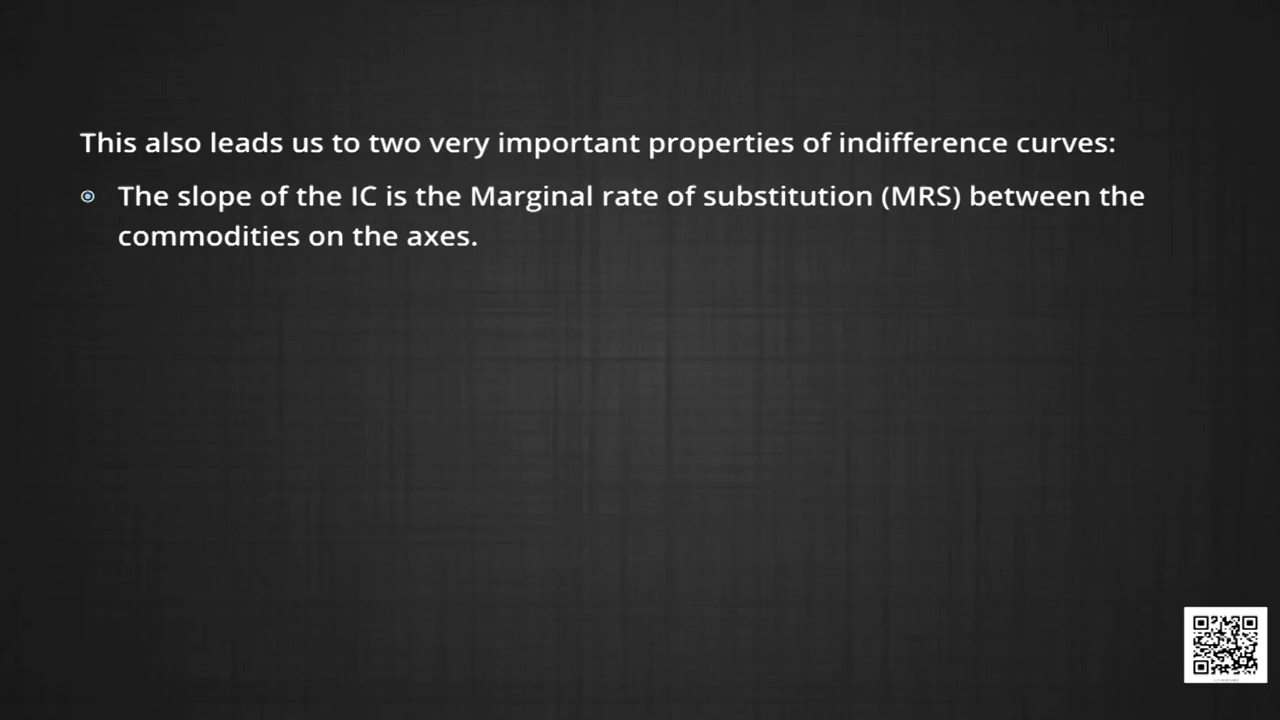 This also leads us to two very important properties of indifference curves:
The slope of the IC is the Marginal rate of substitution (MRS) between the
commodities on the axes.